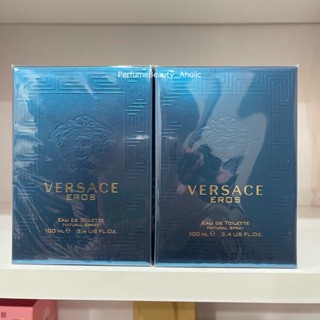 PerfumeBeauty_Aholic
VERSACE
EROS
EAU DE TOILETTE
NATURAL SPRAY
100 ML ℮ 3.4 US FL.OZ.
VERSACE
EROS
EAU DE TOILETTE
NATURAL SPRAY
100 ML ℮ 3.4 US FL.OZ.